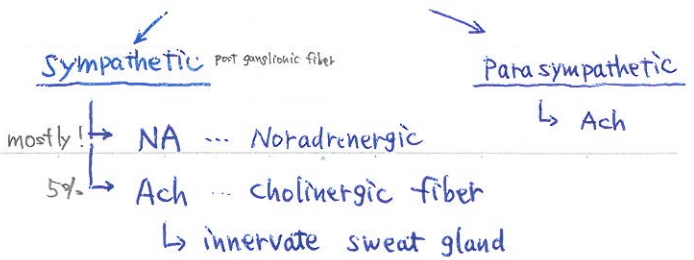 Sympathetic post ganglionic fiber
Parasympathetic
↳ Ach
mostly! → NA … Noradrenergic
5% → Ach … cholinergic fiber
↳ innervate sweat gland